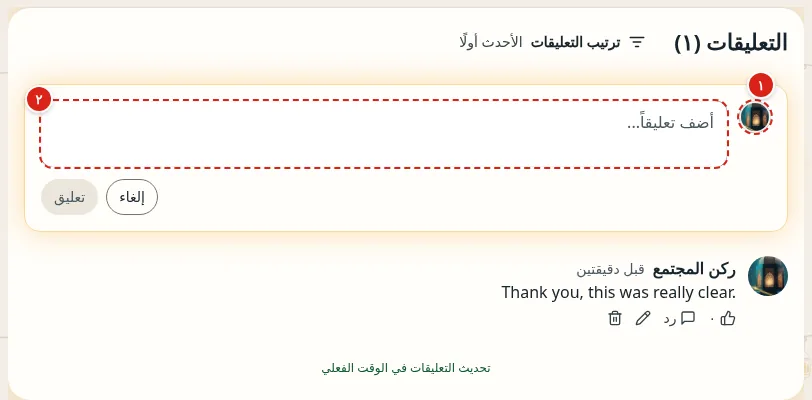 التعليقات (١) ترتيب التعليقات الأحدث أولًا
١
٢
أضف تعليقاً...
إلغاء تعليق
ركن المجتمع قبل دقيقتين
Thank you, this was really clear.
· رد
تحديث التعليقات في الوقت الفعلي